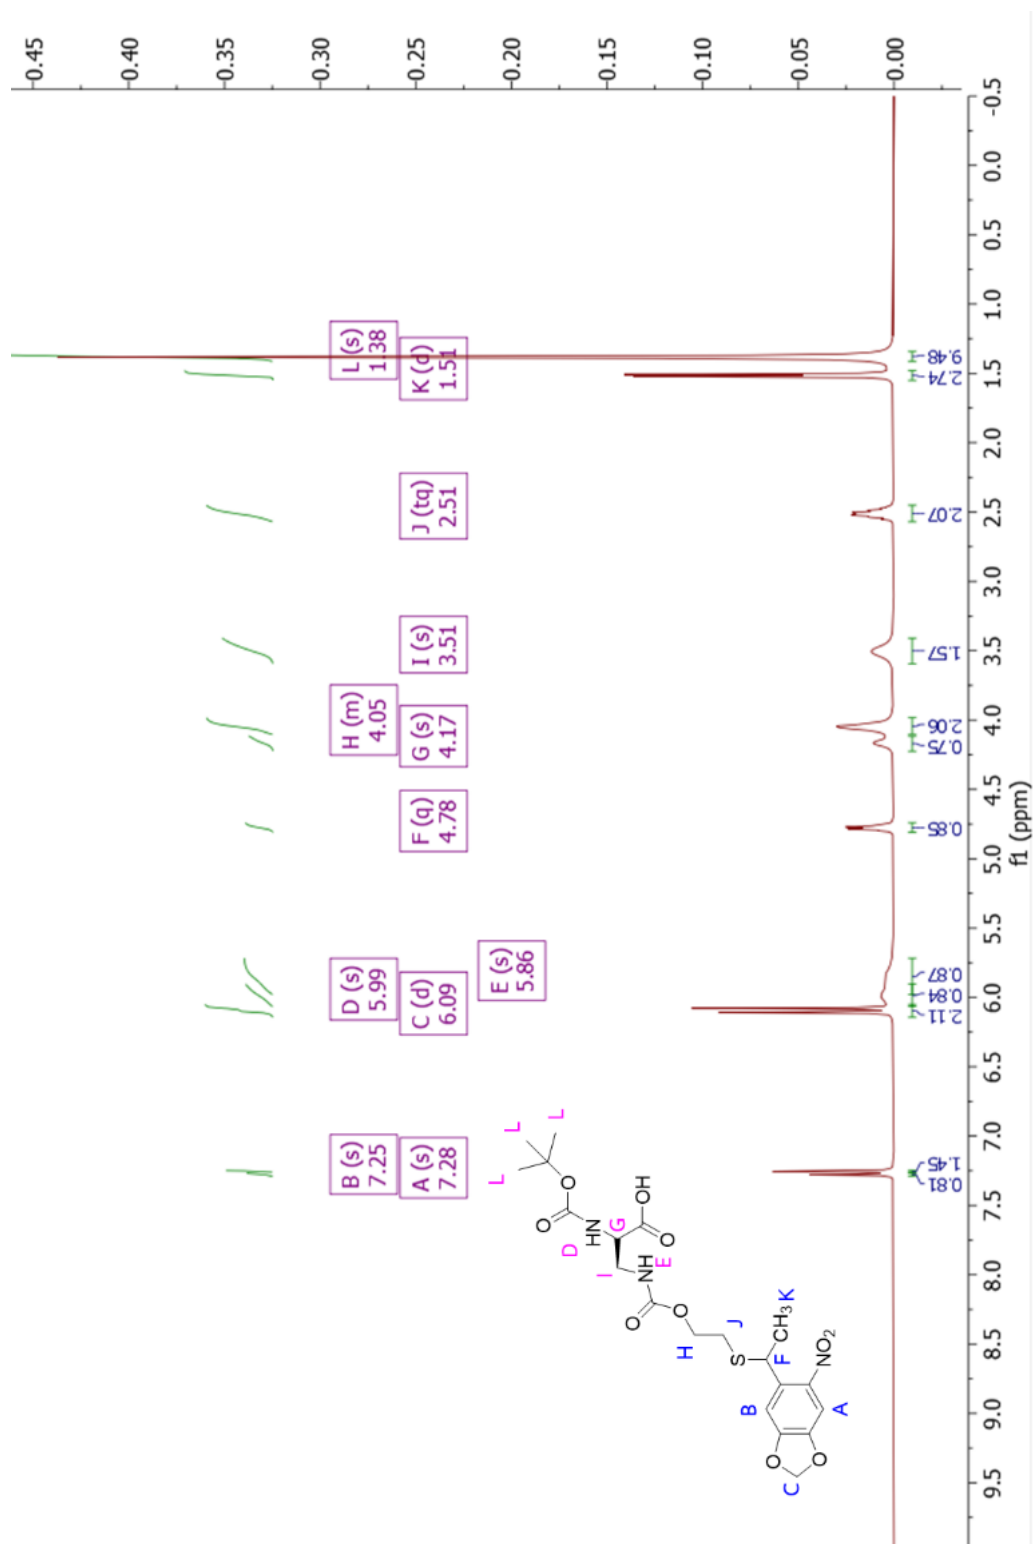 0.45
0.40
0.35
0.30
0.25
0.20
0.15
0.10
0.05
0.00
B (s)
7.25
A (s)
7.28
D (s)
5.99
C (d)
6.09
E (s)
5.86
F (q)
4.78
H (m)
4.05
G (s)
4.17
I (s)
3.51
J (tq)
2.51
L (s)
1.38
K (d)
1.51
L
L
L
O
O
HN
D
G
OH
O
I
NH
E
O
O
H
J
S
F
CH3 K
NO2
B
A
O
O
C
0.81
1.45
2.11
0.84
0.87
0.85
0.75
2.06
1.57
2.07
2.74
9.48
9.5
9.0
8.5
8.0
7.5
7.0
6.5
6.0
5.5
5.0
4.5
4.0
3.5
3.0
2.5
2.0
1.5
1.0
0.5
0.0
-0.5
f1 (ppm)